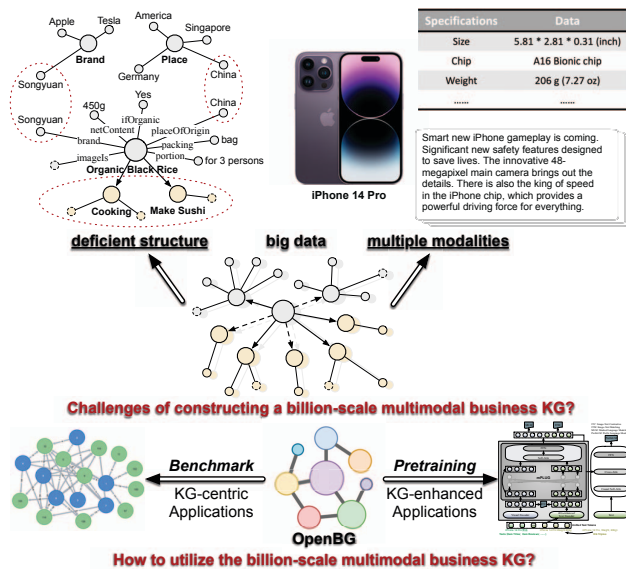 Apple
Tesla
America
Singapore
Brand
Place
Germany
China
Songyuan
450g
Yes
China
Songyuan
ifOrganic
netContent
placeOfOrigin
brand
packing
bag
imageIs
portion
for 3 persons
Organic Black Rice
Cooking
Make Sushi
iPhone 14 Pro
Specifications Data
Size 5.81 * 2.81 * 0.31 (inch)
Chip A16 Bionic chip
Weight 206 g (7.27 oz)
...... ......
Smart new iPhone gameplay is coming.
Significant new safety features designed
to save lives. The innovative 48-
megapixel main camera brings out the
details. There is also the king of speed
in the iPhone chip, which provides a
powerful driving force for everything.
deficient structure
big data
multiple modalities
Challenges of constructing a billion-scale multimodal business KG?
Benchmark
KG-centric
Applications
OpenBG
Pretraining
KG-enhanced
Applications
mPLUG
How to utilize the billion-scale multimodal business KG?